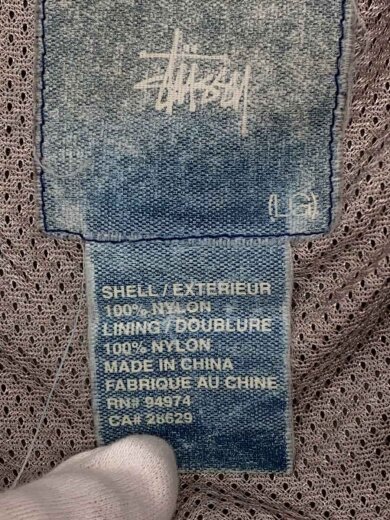 Stüssy
(LG)
SHELL / EXTERIEUR
100% NYLON
LINING / DOUBLURE
100% NYLON
MADE IN CHINA
FABRIQUE AU CHINE
RN# 94974
CA# 26629